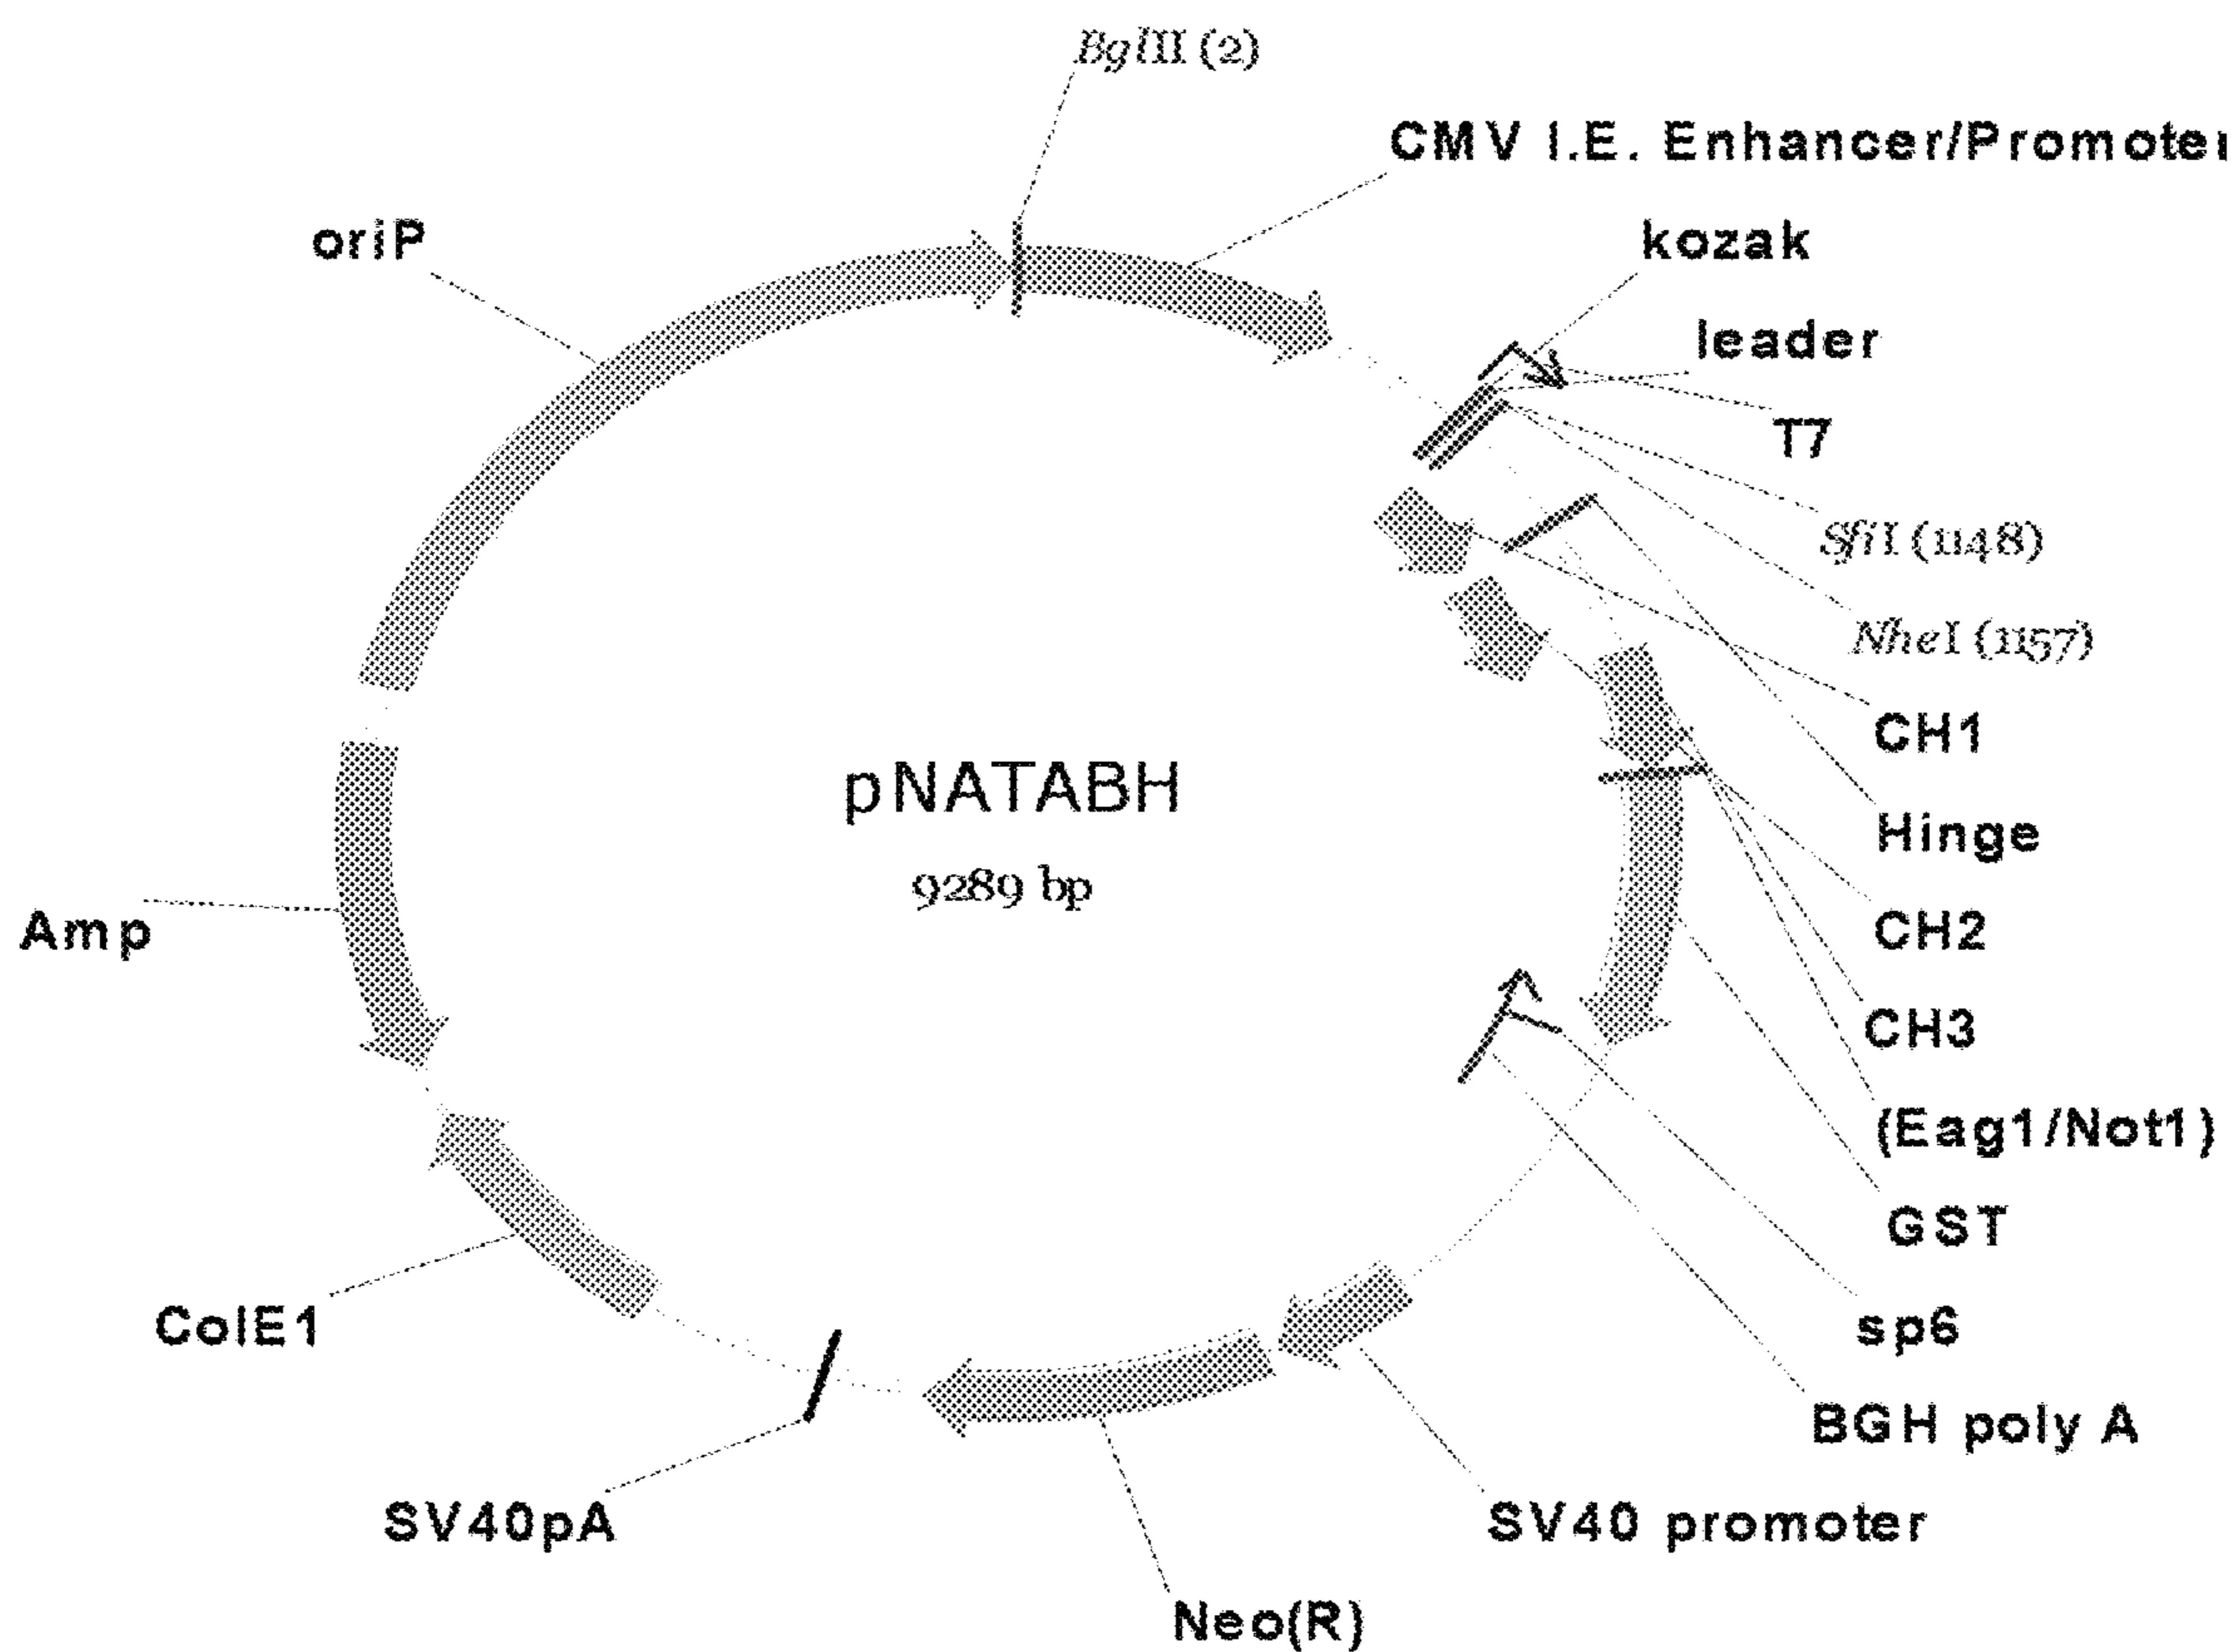 BglII (2)
CMV I.E. Enhancer/Promoter
oriP
kozak
leader
T7
SfiI (1148)
NheI (1157)
CH1
pNATABH
Hinge
9289 bp
Amp
CH2
CH3
(Eag1/Not1)
GST
ColE1
sp6
BGH poly A
SV40pA
SV40 promoter
Neo(R)